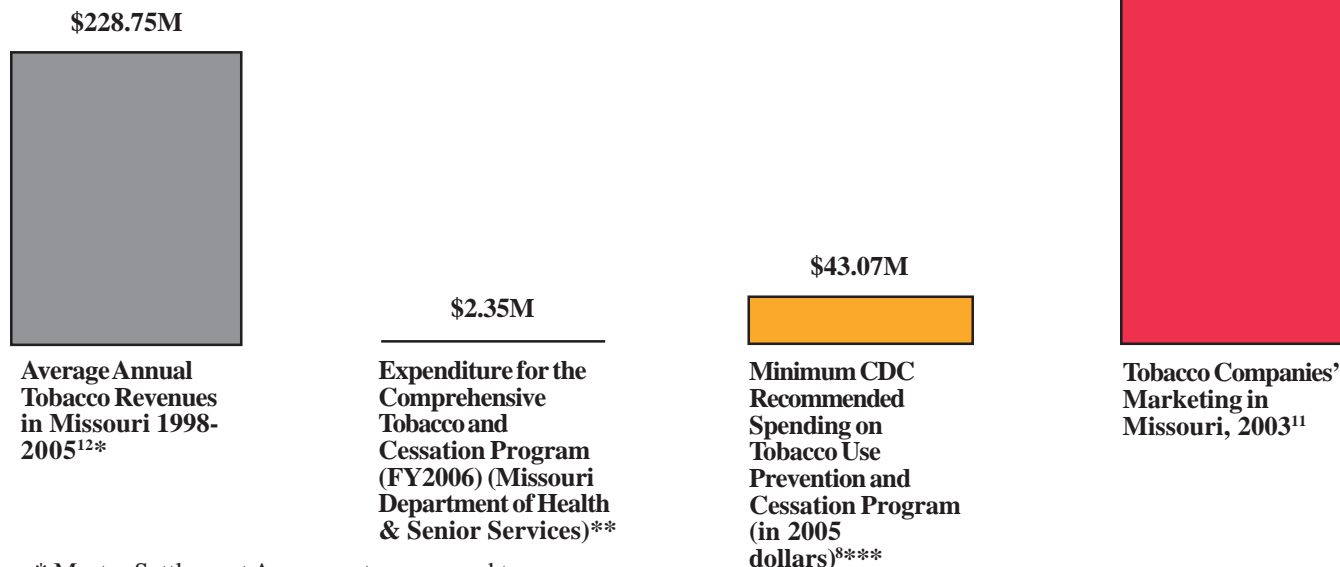 $228.75M
Average Annual
Tobacco Revenues
in Missouri 1998-
2005¹²*
$2.35M
Expenditure for the
Comprehensive
Tobacco and
Cessation Program
(FY2006) (Missouri
Department of Health
& Senior Services)**
$43.07M
Minimum CDC
Recommended
Spending on
Tobacco Use
Prevention and
Cessation Program
(in 2005
dollars)⁸***
Tobacco Companies’
Marketing in
Missouri, 2003¹¹